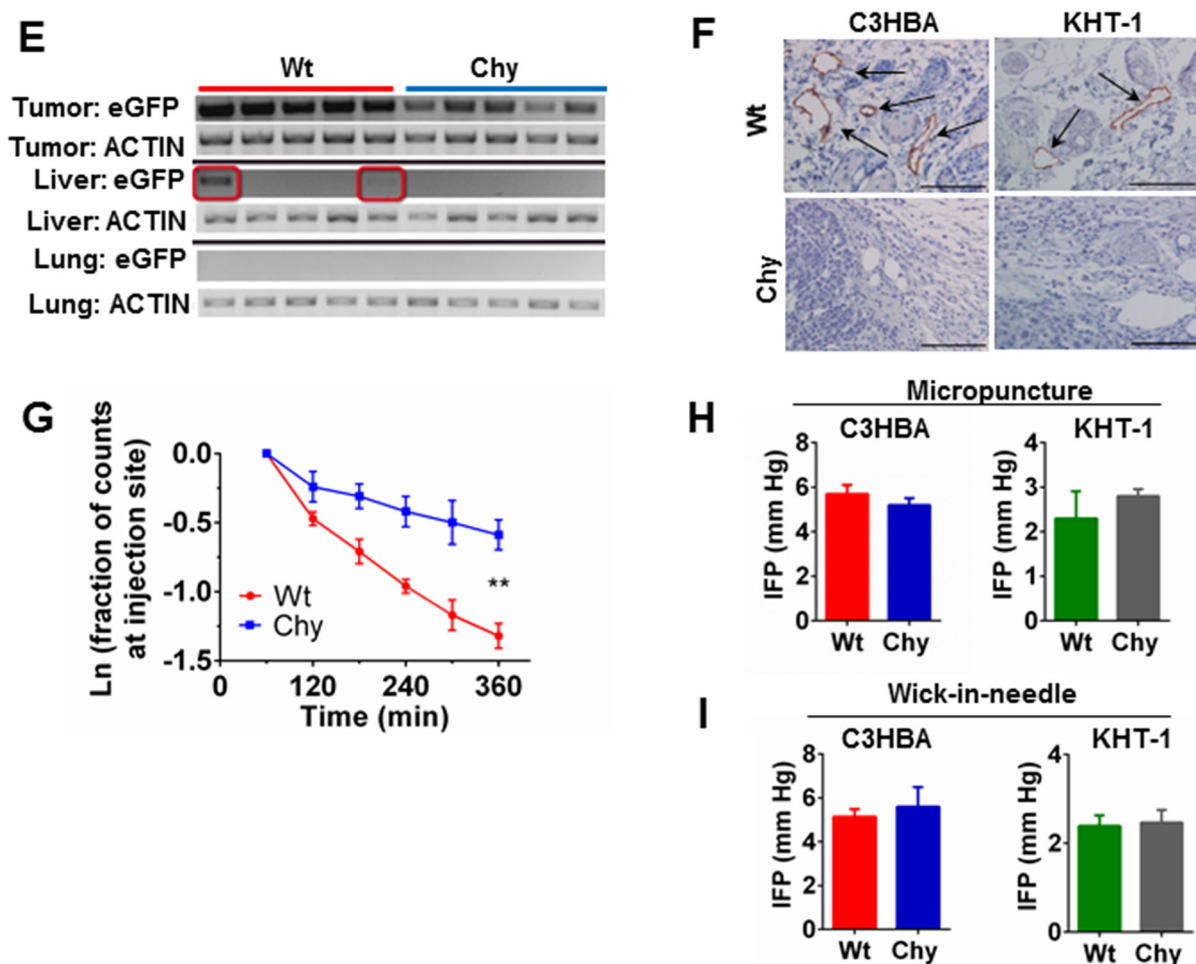 E
Wt Chy
Tumor: eGFP
Tumor: ACTIN
Liver: eGFP
Liver: ACTIN
Lung: eGFP
Lung: ACTIN
F
C3HBA KHT-1
Wt
Chy
G
Ln (fraction of counts
at injection site)
0.0
-0.5
-1.0
-1.5
Wt
Chy
**
0 120 240 360
Time (min)
H
Micropuncture
C3HBA
IFP (mm Hg)
8
6
4
2
0
Wt Chy
KHT-1
IFP (mm Hg)
4
3
2
1
0
Wt Chy
I
Wick-in-needle
C3HBA
IFP (mm Hg)
8
6
4
2
0
Wt Chy
KHT-1
IFP (mm Hg)
4
2
0
Wt Chy